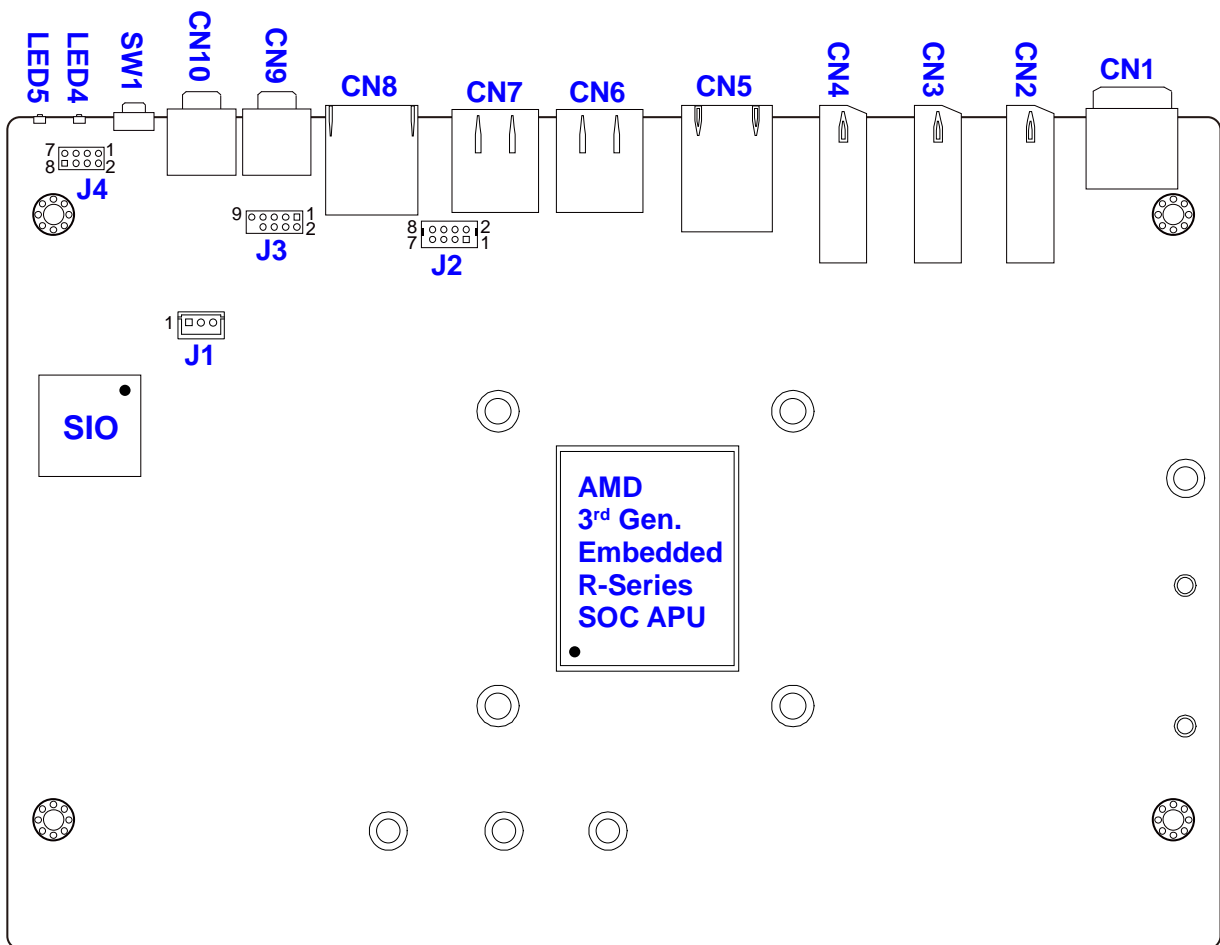 LED5
LED4
SW1
CN10
CN9
CN8
CN7
CN6
CN5
CN4
CN3
CN2
CN1
7 1
8 2
J4
9 1
2
J3
8 2
7 1
J2
1
J1
SIO
AMD
3rd Gen.
Embedded
R-Series
SOC APU